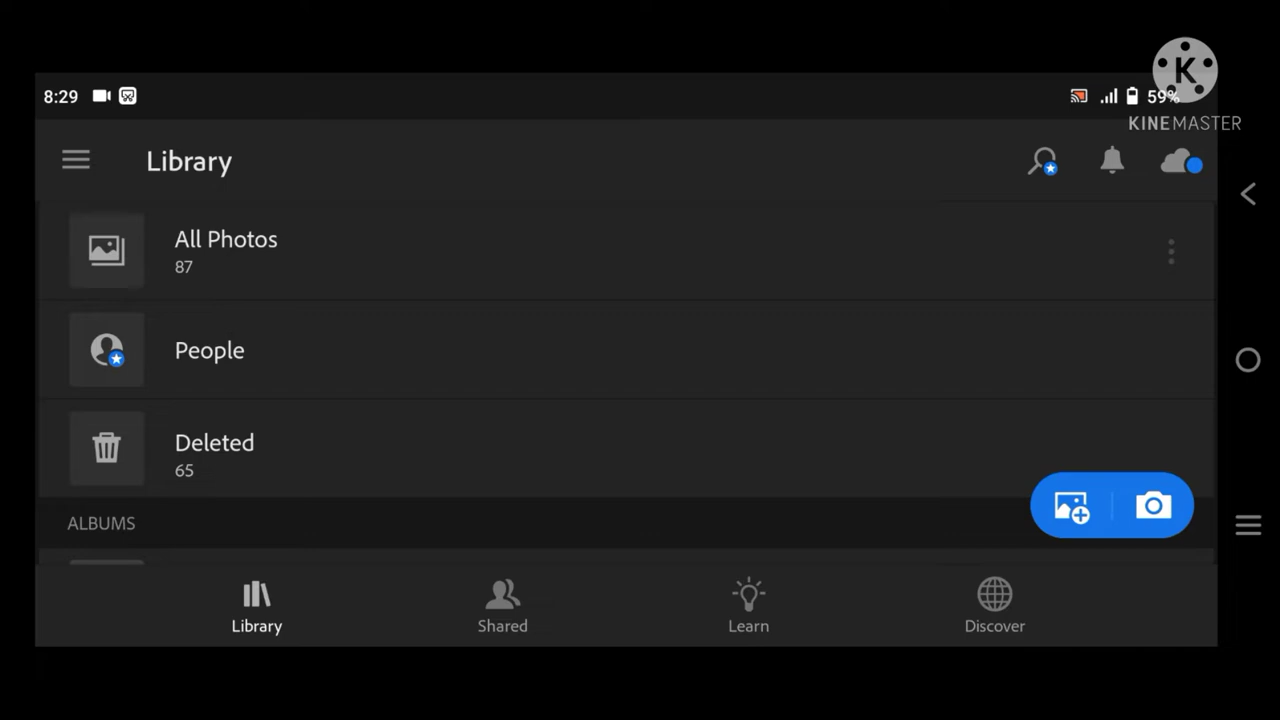 8:29
59%
KINEMASTER
Library
All Photos
87
People
Deleted
65
ALBUMS
Library
Shared
Learn
Discover